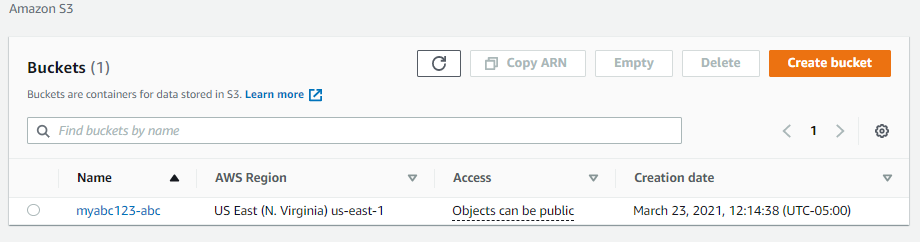 Amazon S3
Buckets (1)
Copy ARN
Empty
Delete
Create bucket
Buckets are containers for data stored in S3. Learn more
Find buckets by name
1
Name AWS Region Access Creation date
myabc123-abc US East (N. Virginia) us-east-1 Objects can be public March 23, 2021, 12:14:38 (UTC-05:00)